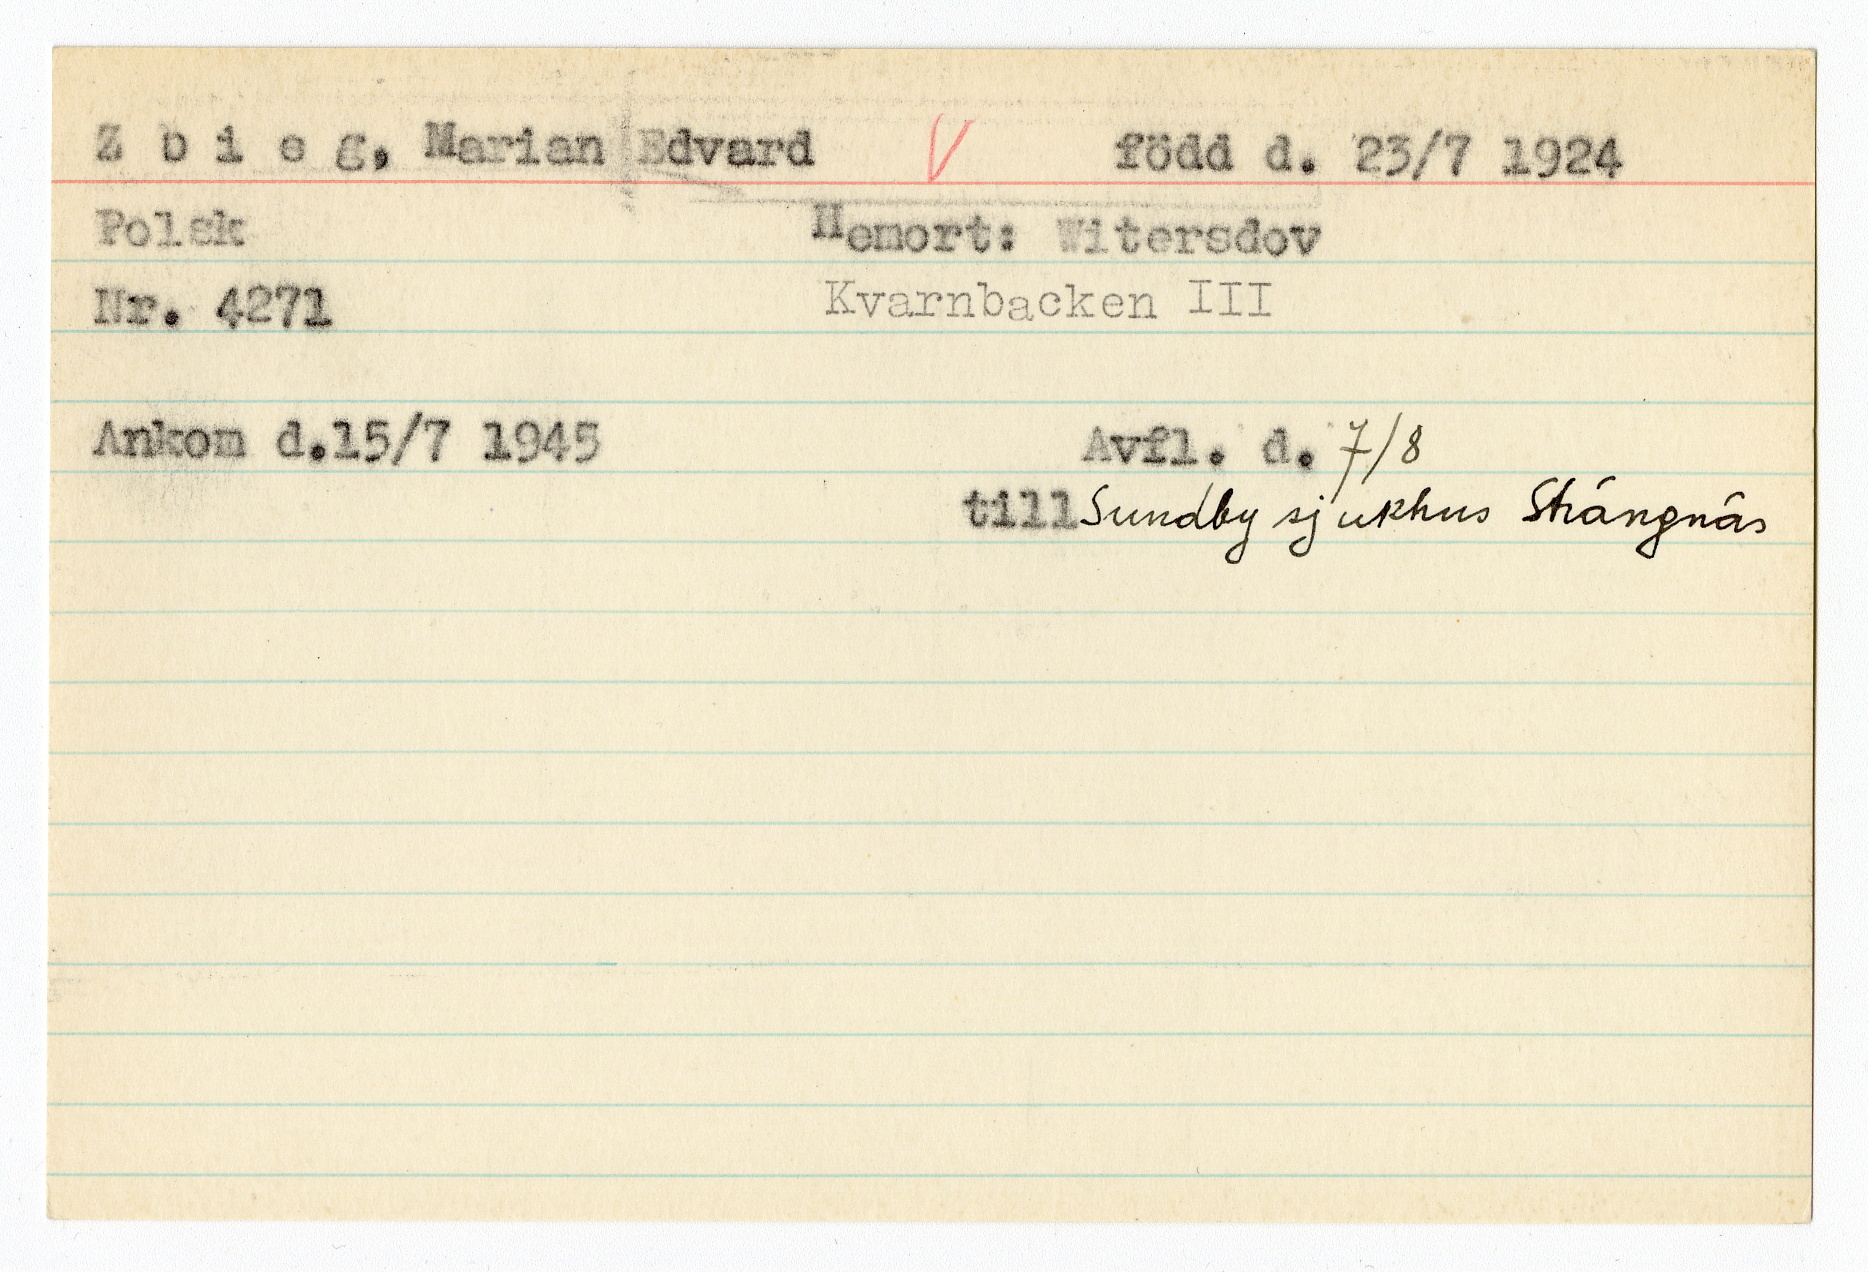 Z b i e g, Marian Edvard V född d. 23/7 1924
Polsk Hemort: Witersdov
Nr. 4271 Kvarnbacken III
Ankom d.15/7 1945 Avfl. d. 7/8
till Sundby sjukhus Strängnäs